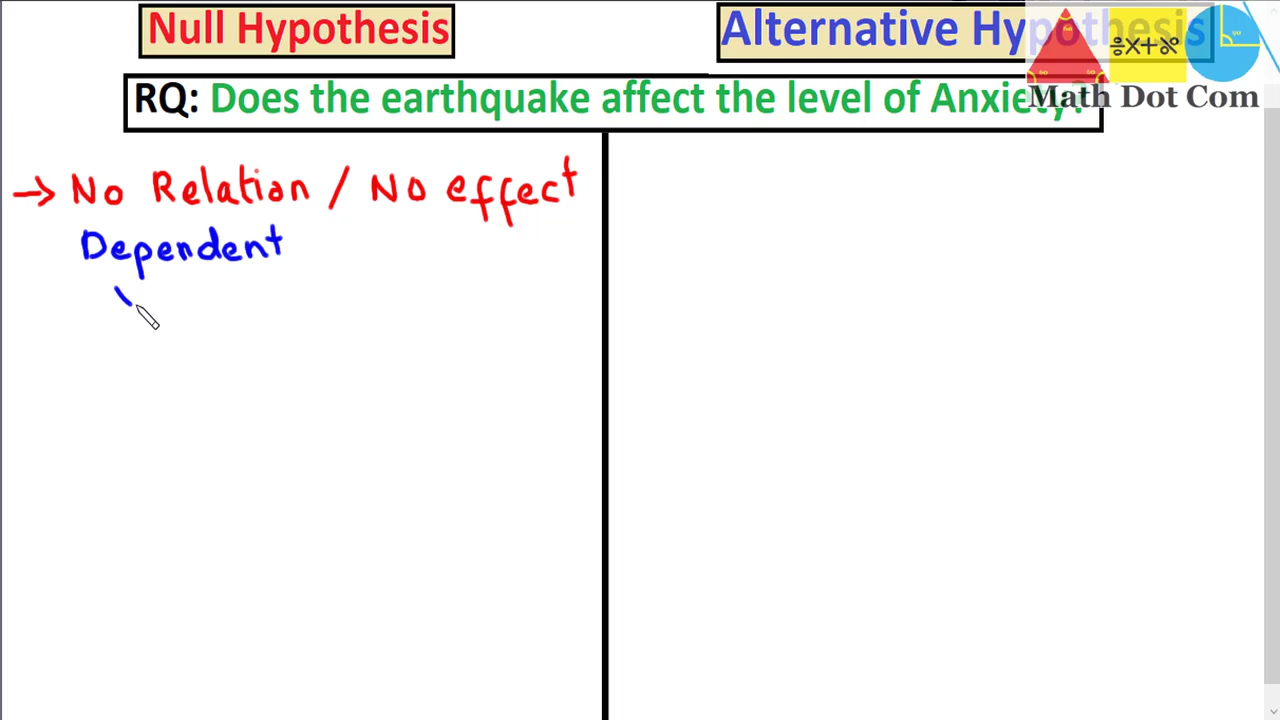 Null Hypothesis
Alternative Hypothesis
÷×+%
Math Dot Com
RQ: Does the earthquake affect the level of Anxiety?
→ No Relation / No effect
Dependent